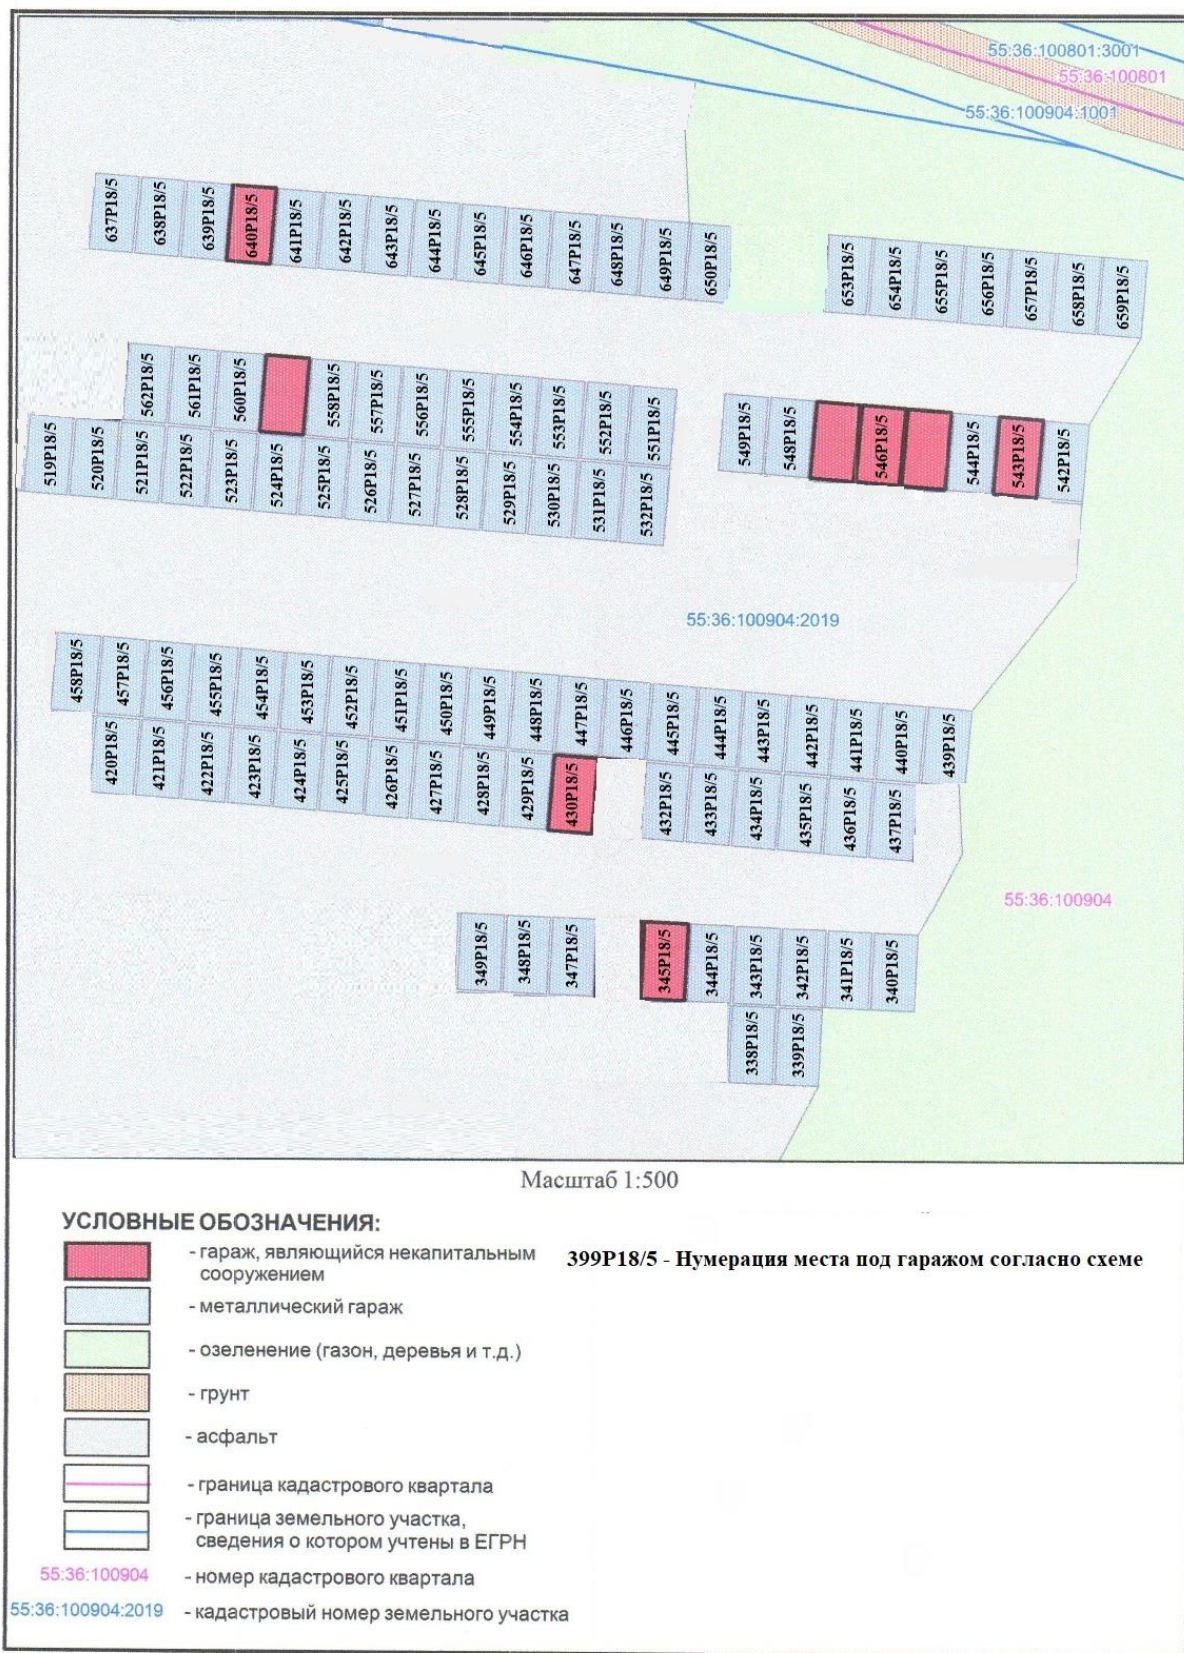 55:36:100801:3001
55:36:100801
55:36:100904:1001
637Р18/5
638Р18/5
639Р18/5
640Р18/5
641Р18/5
642Р18/5
643Р18/5
644Р18/5
645Р18/5
646Р18/5
647Р18/5
648Р18/5
649Р18/5
650Р18/5
653Р18/5
654Р18/5
655Р18/5
656Р18/5
657Р18/5
658Р18/5
659Р18/5
562Р18/5
561Р18/5
560Р18/5
558Р18/5
557Р18/5
556Р18/5
555Р18/5
554Р18/5
553Р18/5
552Р18/5
551Р18/5
549Р18/5
548Р18/5
546Р18/5
544Р18/5
543Р18/5
542Р18/5
519Р18/5
520Р18/5
521Р18/5
522Р18/5
523Р18/5
524Р18/5
525Р18/5
526Р18/5
527Р18/5
528Р18/5
529Р18/5
530Р18/5
531Р18/5
532Р18/5
55:36:100904:2019
458Р18/5
457Р18/5
456Р18/5
455Р18/5
454Р18/5
453Р18/5
452Р18/5
451Р18/5
450Р18/5
449Р18/5
448Р18/5
447Р18/5
446Р18/5
445Р18/5
444Р18/5
443Р18/5
442Р18/5
441Р18/5
440Р18/5
439Р18/5
420Р18/5
421Р18/5
422Р18/5
423Р18/5
424Р18/5
425Р18/5
426Р18/5
427Р18/5
428Р18/5
429Р18/5
430Р18/5
432Р18/5
433Р18/5
434Р18/5
435Р18/5
436Р18/5
437Р18/5
55:36:100904
349Р18/5
348Р18/5
347Р18/5
345Р18/5
344Р18/5
343Р18/5
342Р18/5
341Р18/5
340Р18/5
338Р18/5
339Р18/5
Масштаб 1:500
УСЛОВНЫЕ ОБОЗНАЧЕНИЯ:
- гараж, являющийся некапитальным
сооружением
399Р18/5 - Нумерация места под гаражом согласно схеме
- металлический гараж
- озеленение (газон, деревья и т.д.)
- грунт
- асфальт
- граница кадастрового квартала
- граница земельного участка,
сведения о котором учтены в ЕГРН
55:36:100904 - номер кадастрового квартала
55:36:100904:2019 - кадастровый номер земельного участка